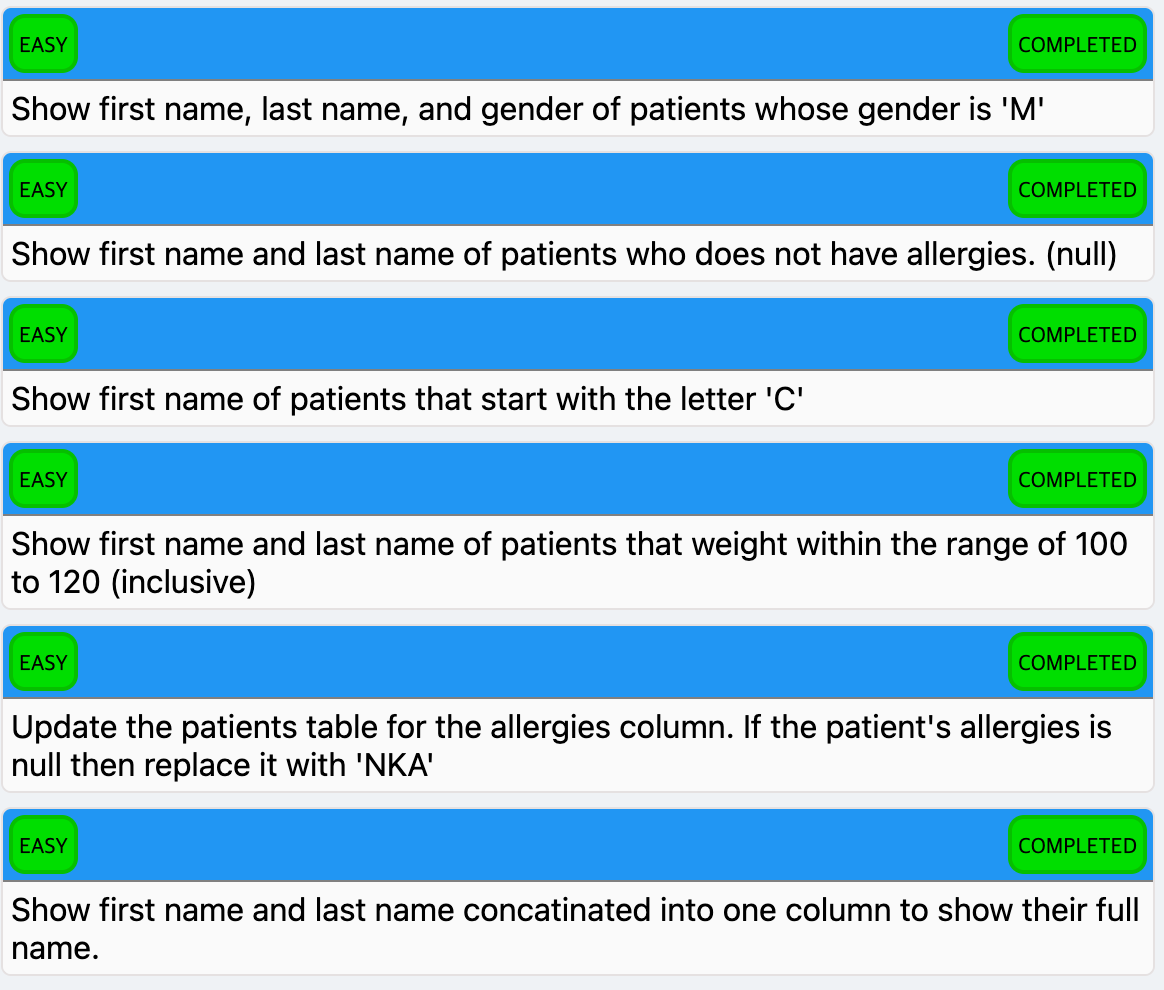 EASY COMPLETED
Show first name, last name, and gender of patients whose gender is 'M'
EASY COMPLETED
Show first name and last name of patients who does not have allergies. (null)
EASY COMPLETED
Show first name of patients that start with the letter 'C'
EASY COMPLETED
Show first name and last name of patients that weight within the range of 100
to 120 (inclusive)
EASY COMPLETED
Update the patients table for the allergies column. If the patient's allergies is
null then replace it with 'NKA'
EASY COMPLETED
Show first name and last name concatinated into one column to show their full
name.